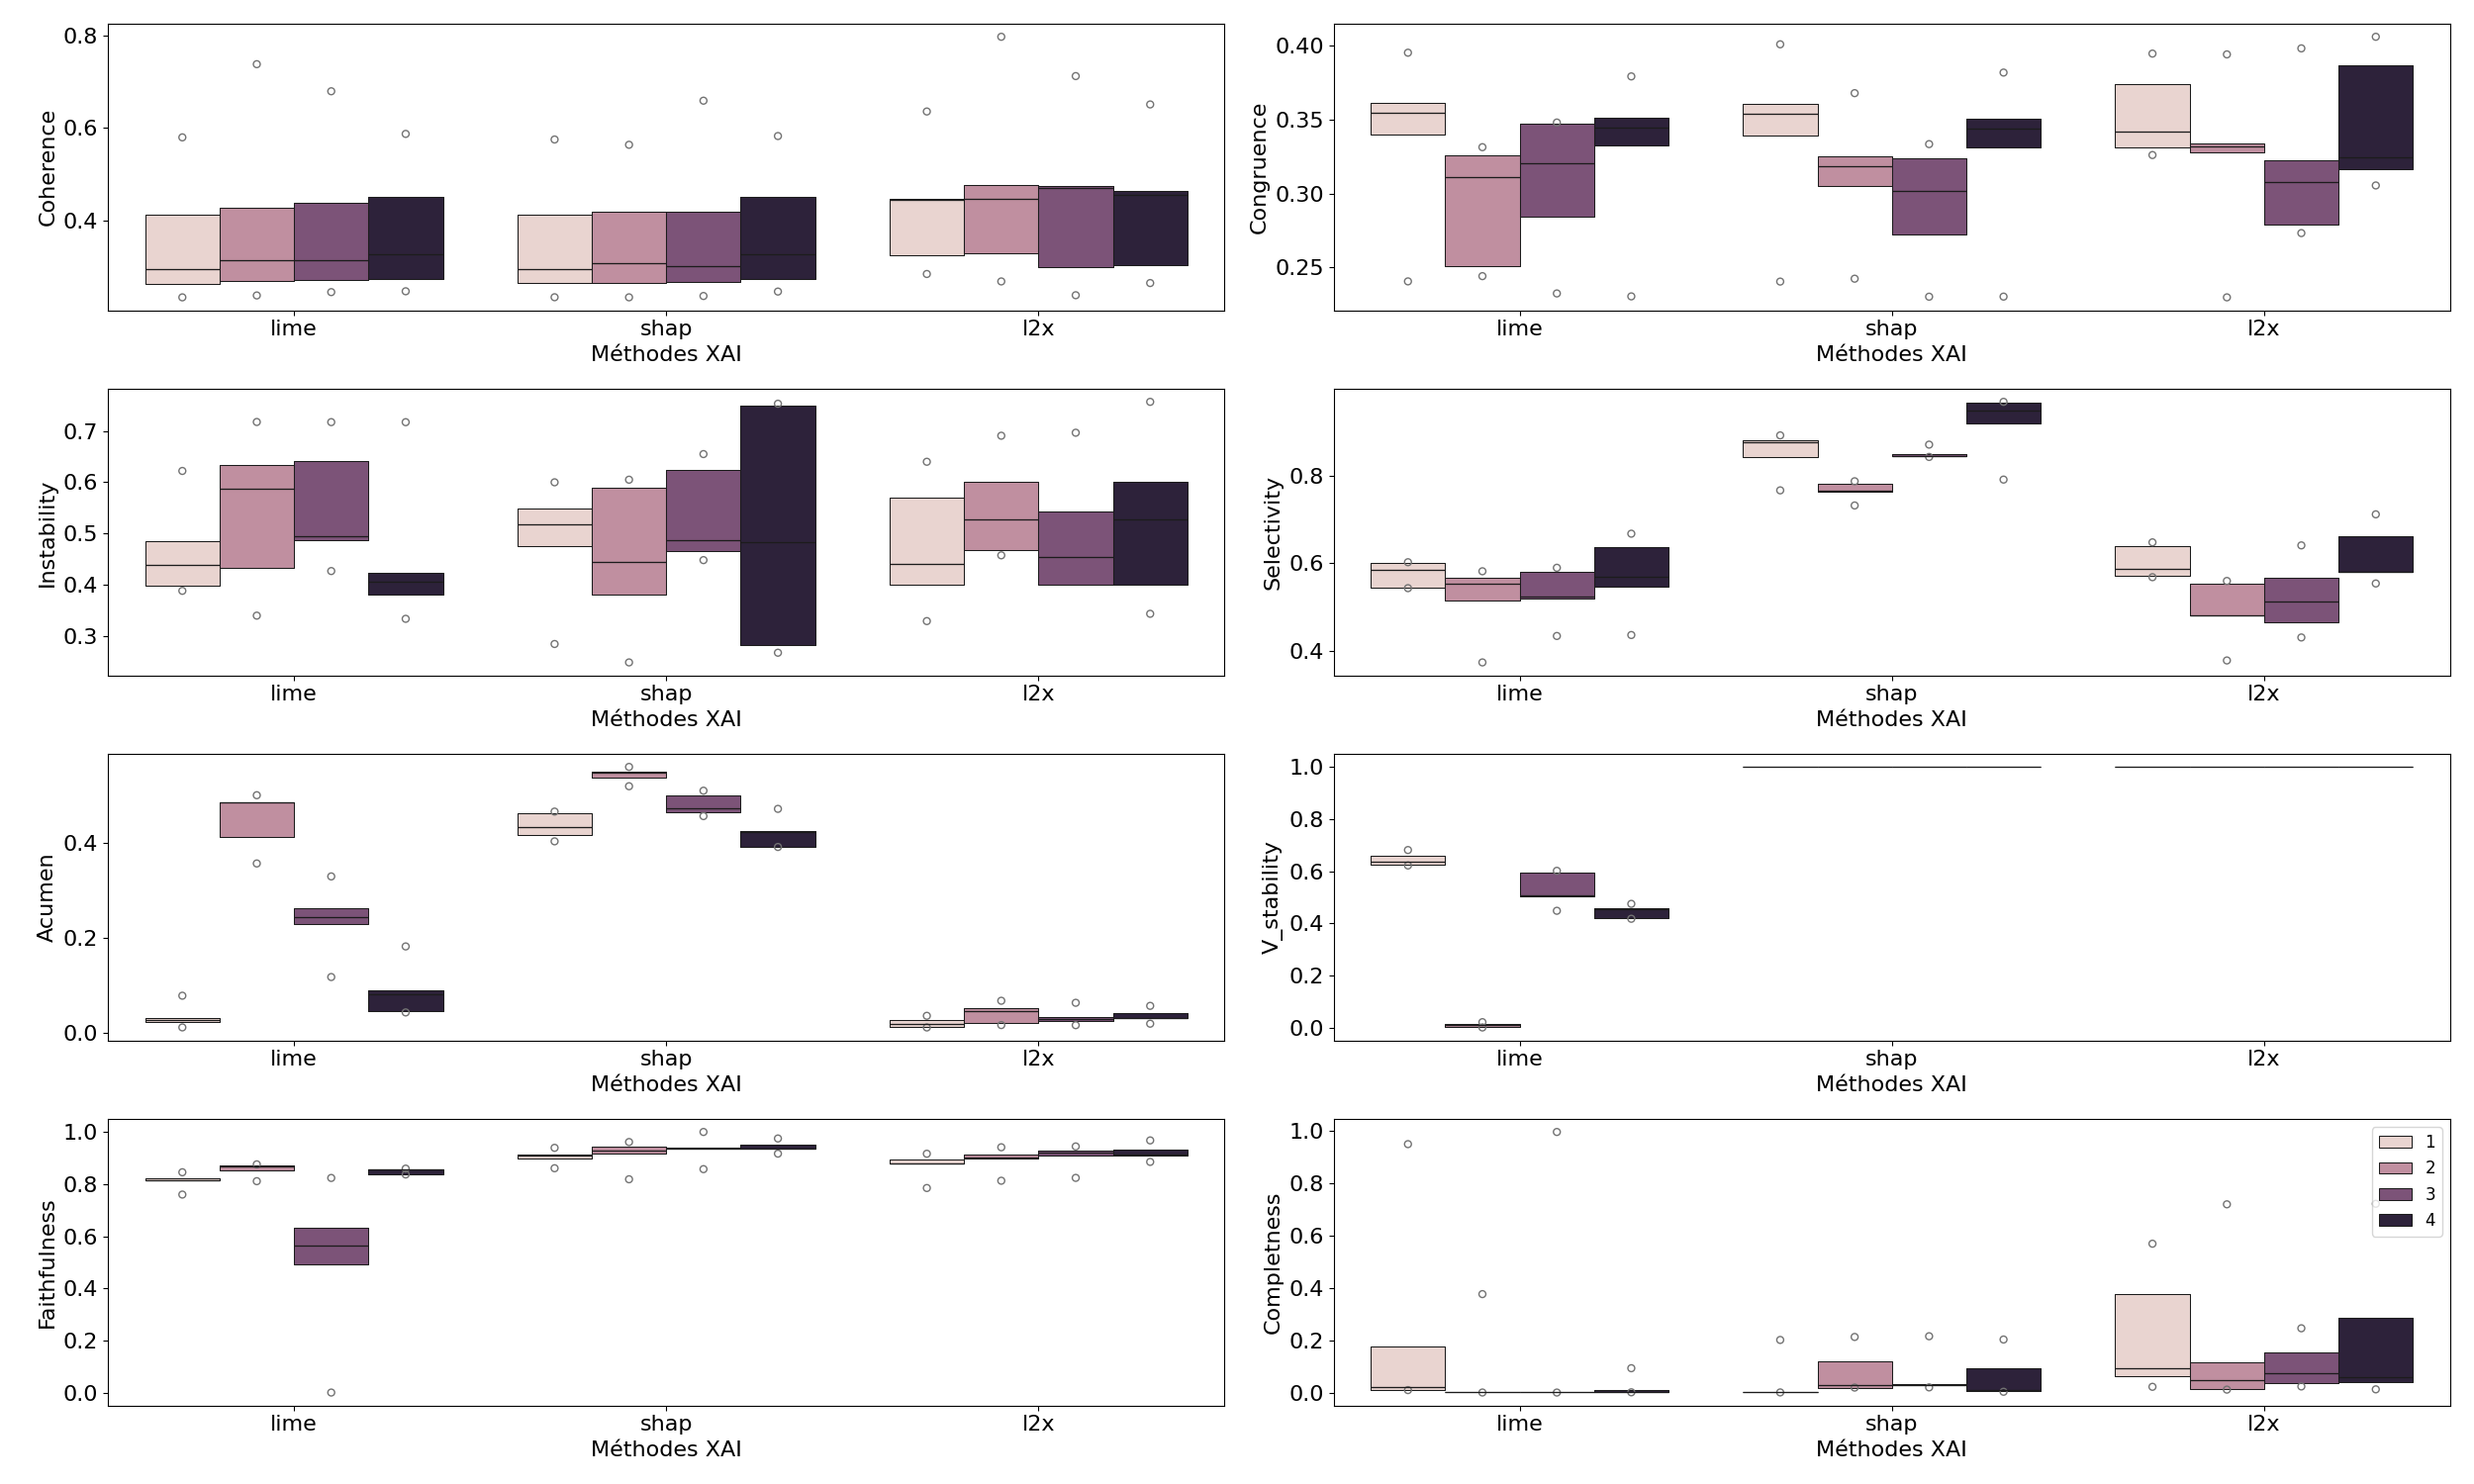 Coherence
0.8
0.6
0.4
lime shap l2x
Méthodes XAI
Congruence
0.40
0.35
0.30
0.25
lime shap l2x
Méthodes XAI
Instability
0.7
0.6
0.5
0.4
0.3
lime shap l2x
Méthodes XAI
Selectivity
0.8
0.6
0.4
lime shap l2x
Méthodes XAI
Acumen
0.4
0.2
0.0
lime shap l2x
Méthodes XAI
V_stability
1.0
0.8
0.6
0.4
0.2
0.0
lime shap l2x
Méthodes XAI
Faithfulness
1.0
0.8
0.6
0.4
0.2
0.0
lime shap l2x
Méthodes XAI
Completness
1.0
0.8
0.6
0.4
0.2
0.0
1
2
3
4
lime shap l2x
Méthodes XAI